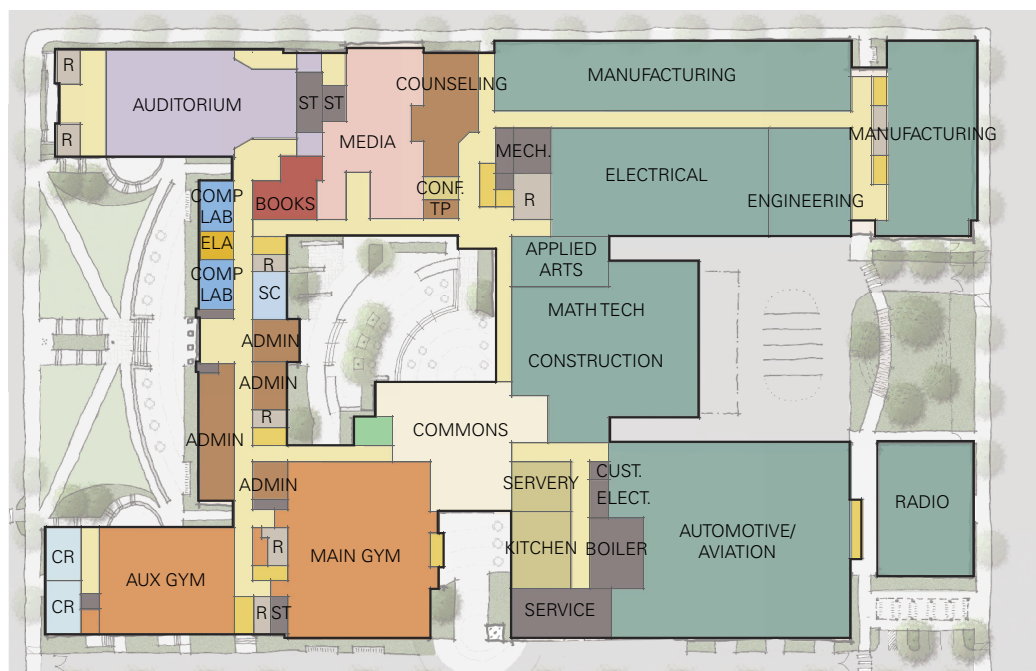 R
AUDITORIUM
R
ST
ST
MEDIA
COUNSELING
MANUFACTURING
MANUFACTURING
MECH.
R
ELECTRICAL
ENGINEERING
CONF.
TP
BOOKS
COMP
LAB
ELA
COMP
LAB
R
SC
APPLIED
ARTS
MATH TECH
CONSTRUCTION
ADMIN
ADMIN
R
ADMIN
COMMONS
ADMIN
SERVERY
CUST.
ELECT.
RADIO
CR
CR
AUX GYM
R
MAIN GYM
KITCHEN
BOILER
AUTOMOTIVE/
AVIATION
R
ST
SERVICE